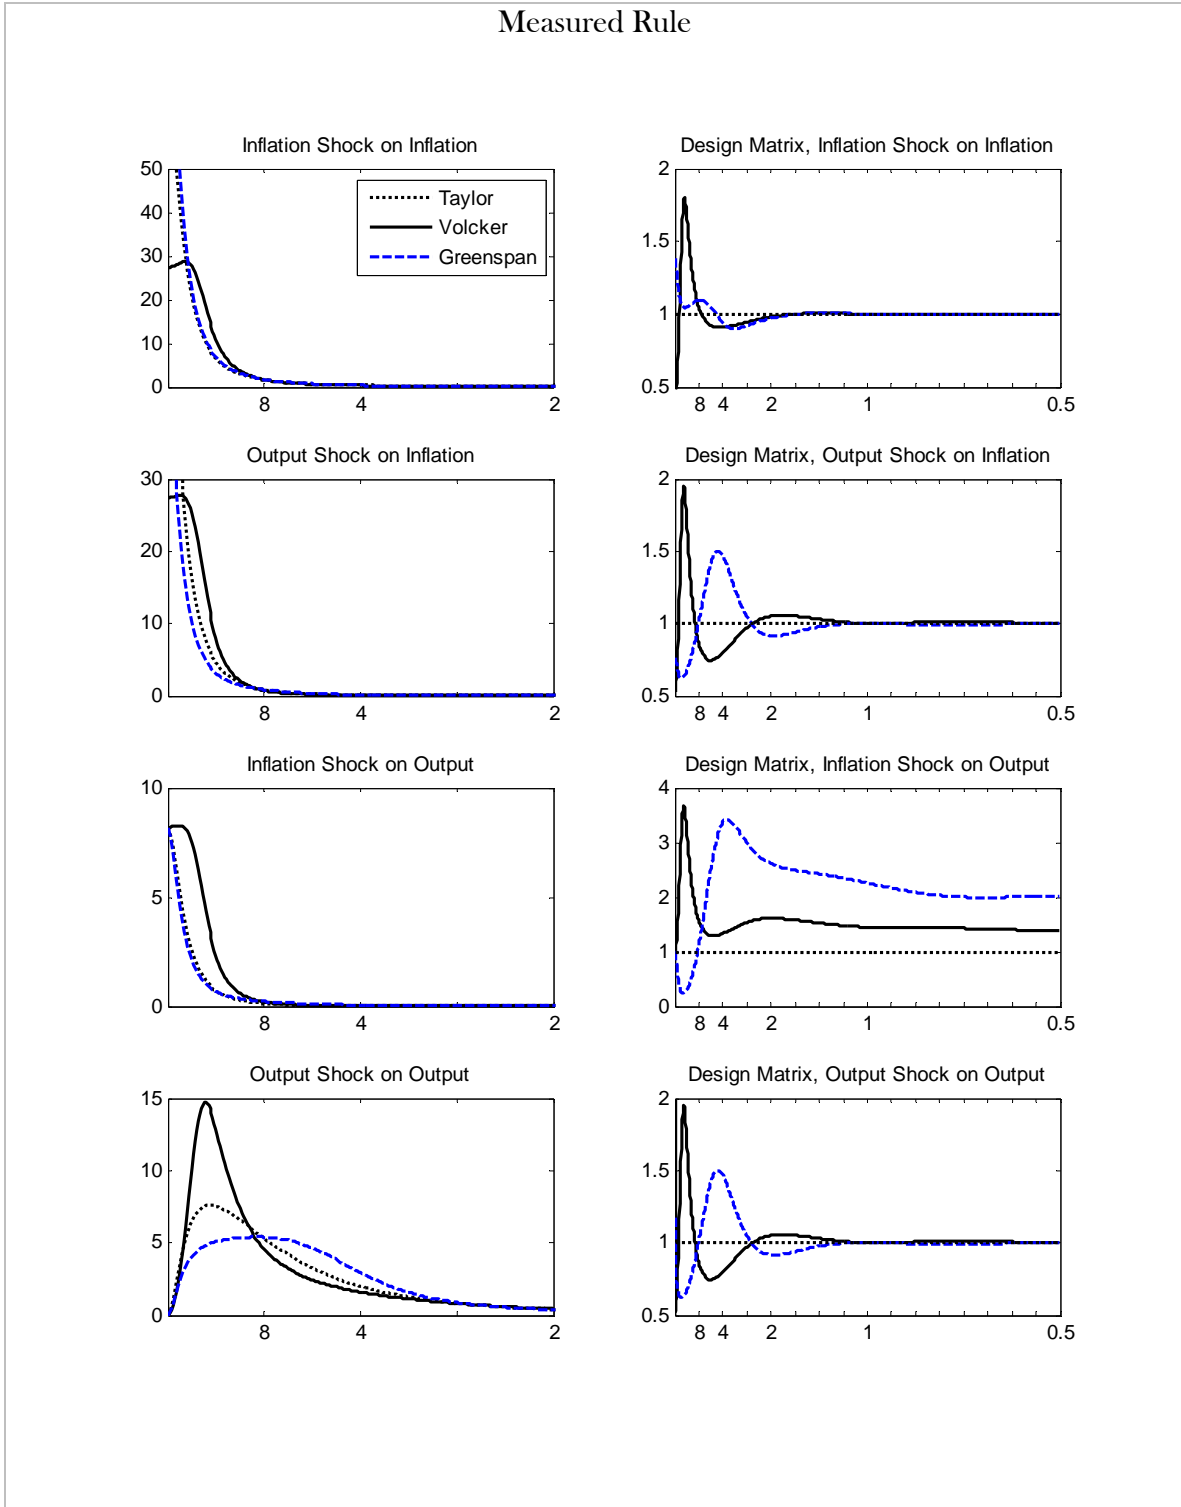 Measured Rule
Inflation Shock on Inflation
50
40
30
20
10
0
8
4
2
Taylor
Volcker
Greenspan
Design Matrix, Inflation Shock on Inflation
2
1.5
1
0.5
8 4 2 1 0.5
Output Shock on Inflation
30
20
10
0
8 4 2
Design Matrix, Output Shock on Inflation
2
1.5
1
0.5
8 4 2 1 0.5
Inflation Shock on Output
10
5
0
8 4 2
Design Matrix, Inflation Shock on Output
4
3
2
1
0
8 4 2 1 0.5
Output Shock on Output
15
10
5
0
8 4 2
Design Matrix, Output Shock on Output
2
1.5
1
0.5
8 4 2 1 0.5